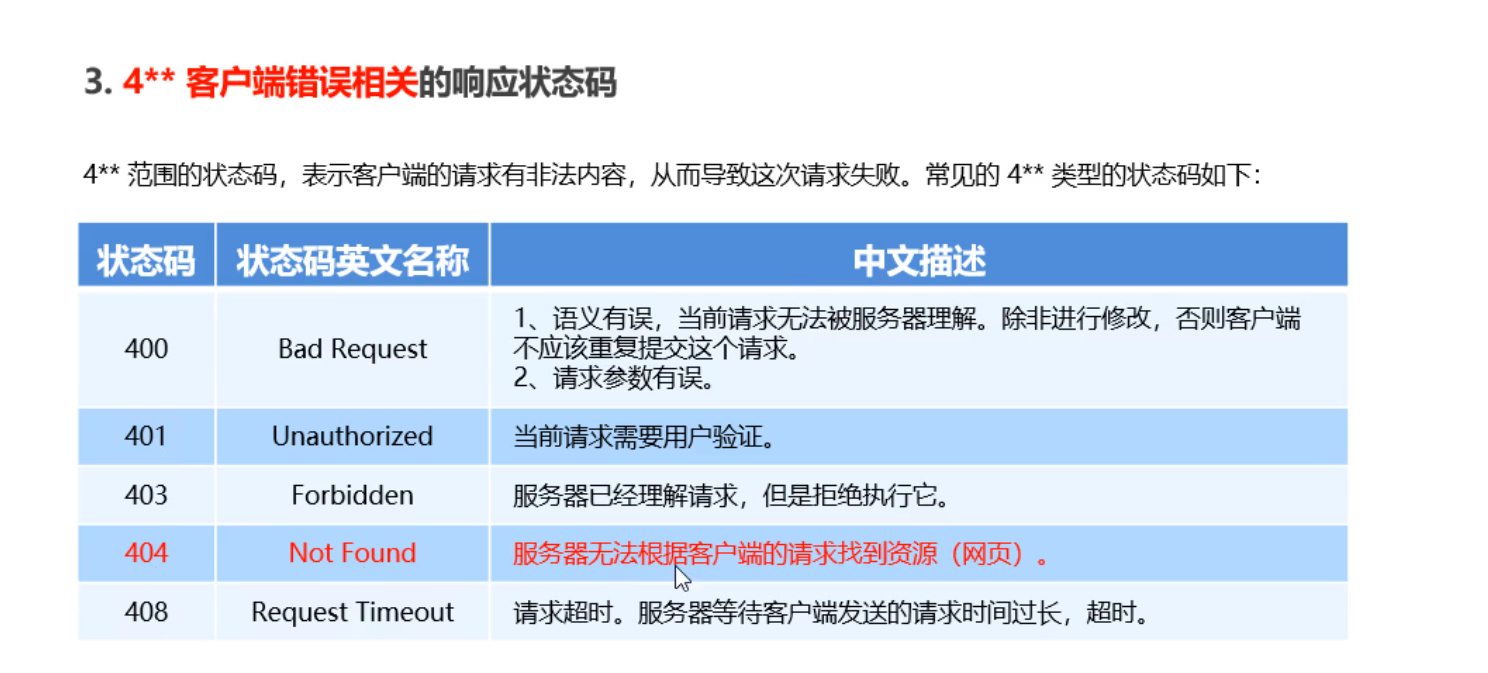 3. 4** 客户端错误相关的响应状态码
4** 范围的状态码，表示客户端的请求有非法内容，从而导致这次请求失败。常见的 4** 类型的状态码如下：
状态码 状态码英文名称 中文描述
400 Bad Request 1、语义有误，当前请求无法被服务器理解。除非进行修改，否则客户端
不应该重复提交这个请求。
2、请求参数有误。
401 Unauthorized 当前请求需要用户验证。
403 Forbidden 服务器已经理解请求，但是拒绝执行它。
404 Not Found 服务器无法根据客户端的请求找到资源（网页）。
408 Request Timeout 请求超时。服务器等待客户端发送的请求时间过长，超时。